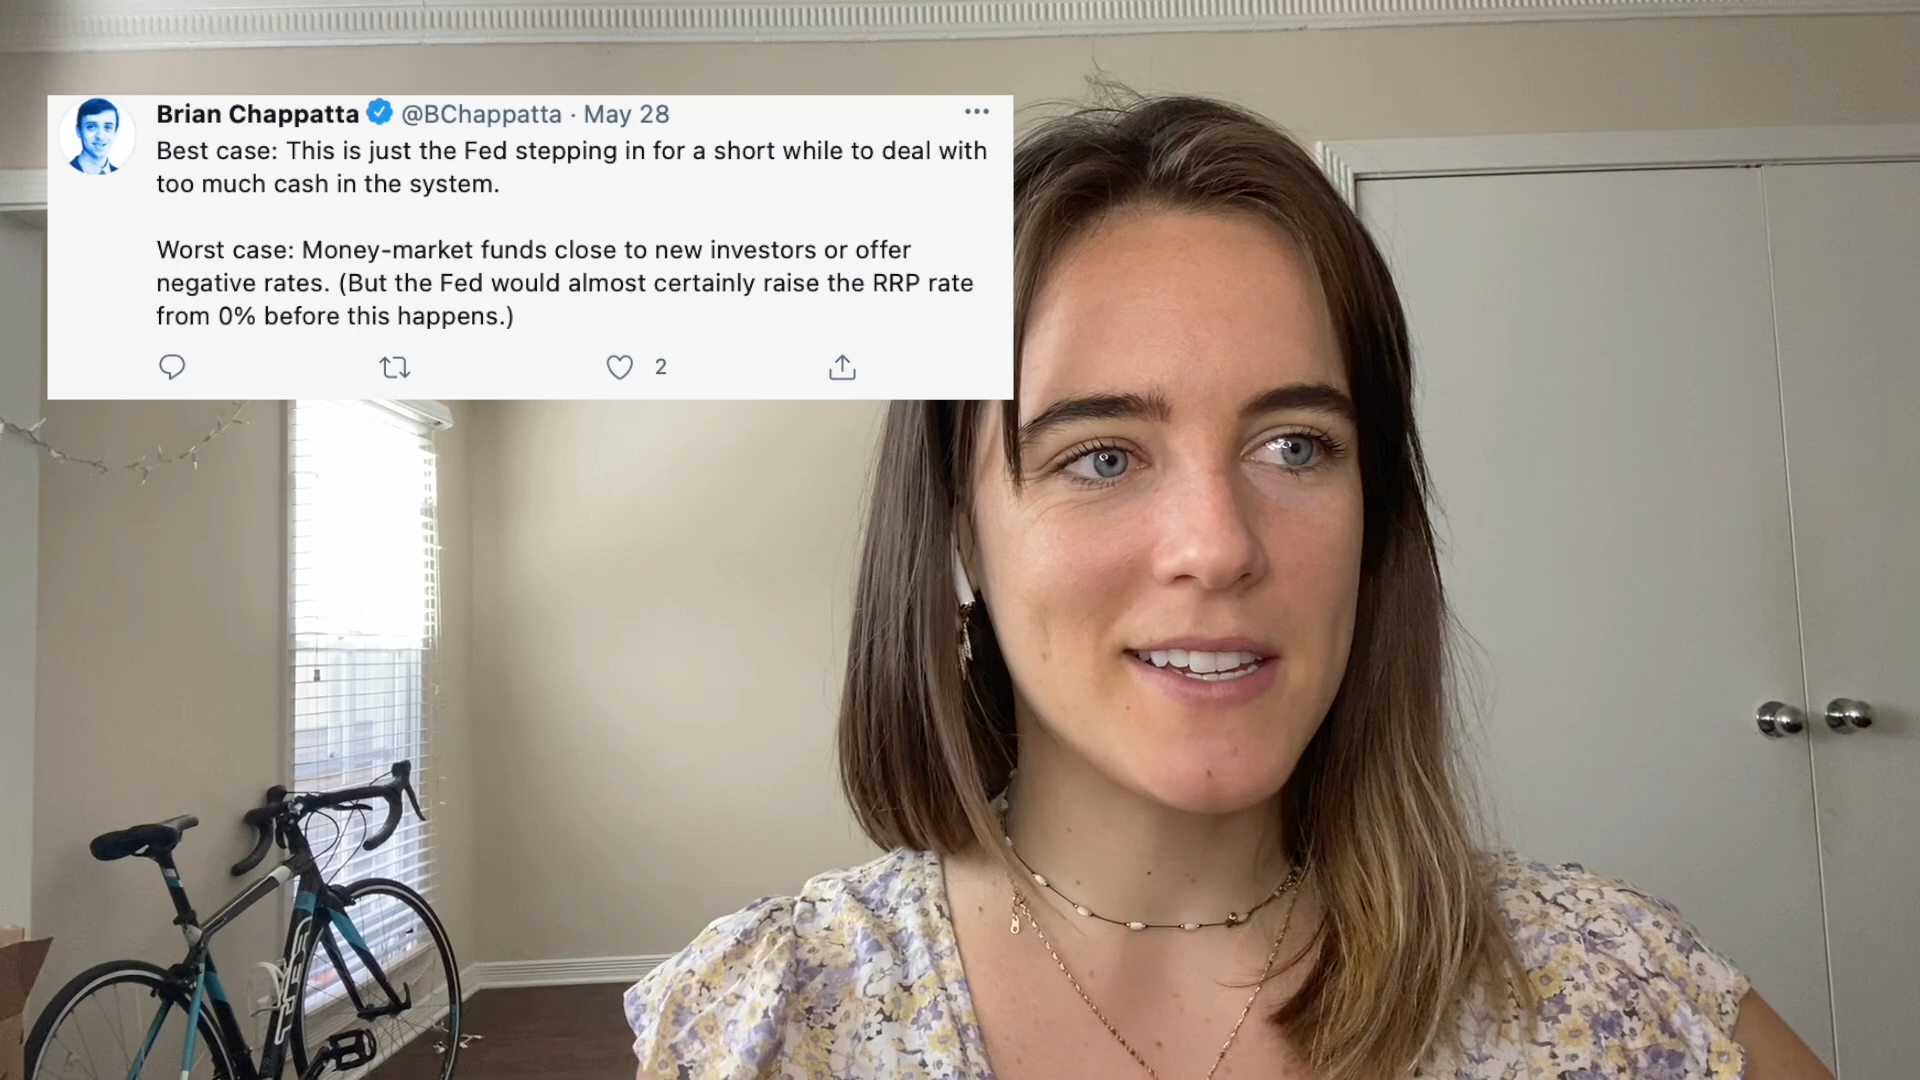 Brian Chappatta @BChappatta · May 28
Best case: This is just the Fed stepping in for a short while to deal with
too much cash in the system.
Worst case: Money-market funds close to new investors or offer
negative rates. (But the Fed would almost certainly raise the RRP rate
from 0% before this happens.)
2